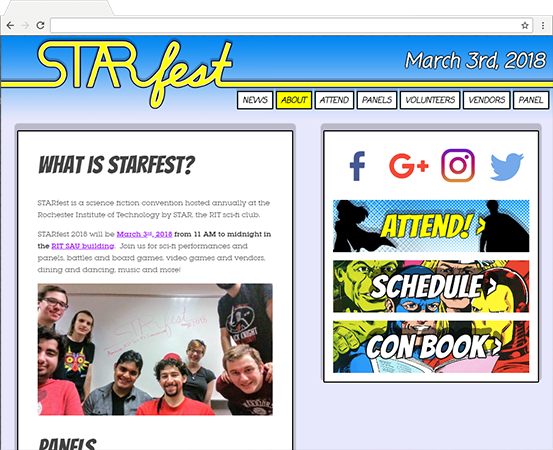 STARfest
March 3rd, 2018
NEWS
ABOUT
ATTEND
PANELS
VOLUNTEERS
VENDORS
PANEL
WHAT IS STARFEST?
STARfest is a science fiction convention hosted annually at the
Rochester Institute of Technology by STAR, the RIT sci-fi club.
STARfest 2018 will be March 3rd, 2018 from 11 AM to midnight in
the RIT SAU building. Join us for sci-fi performances and
panels, battles and board games, video games and vendors,
dining and dancing, music and more!
STARfest
PANELS
f
G+
ATTEND! >
SCHEDULE >
CON BOOK >